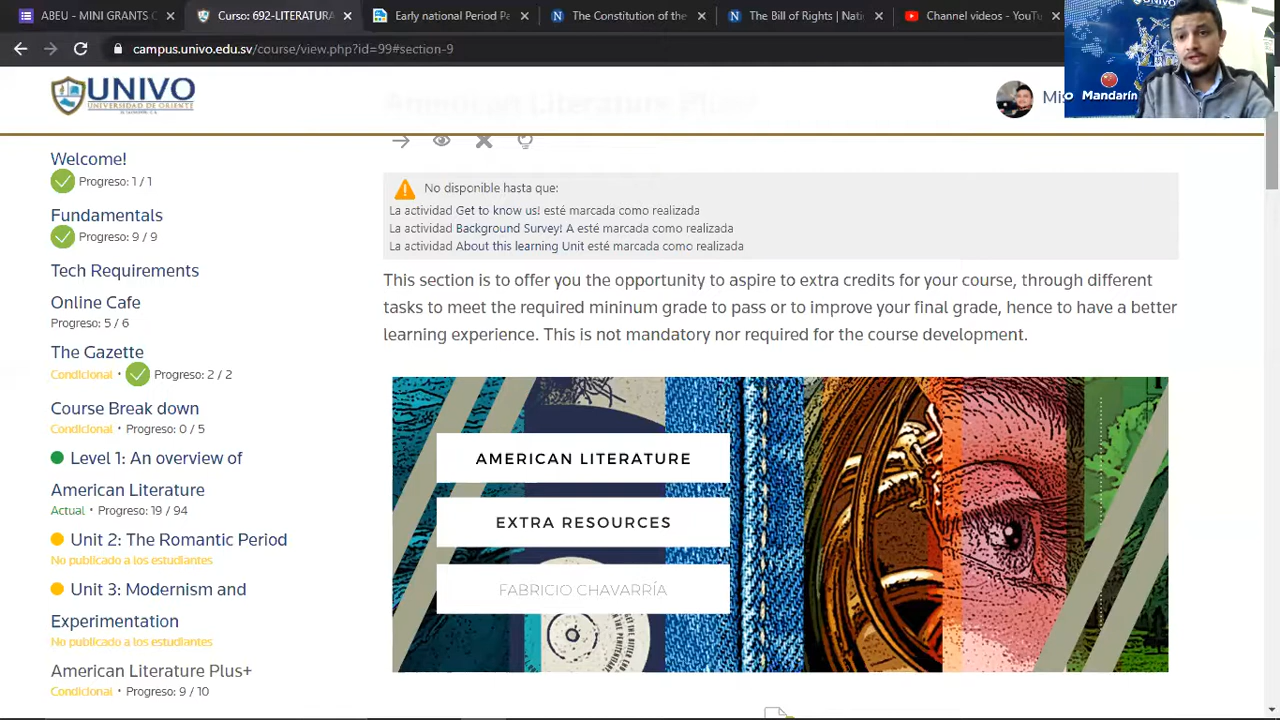 ABEU - MINI GRANTS C
Curso: 692-LITERATURA
Early national Period Pa
The Constitution of the
The Bill of Rights | Nati
Channel videos - YouTu
campus.univo.edu.sv/course/view.php?id=99#section-9
UNIVO
UNIVERSIDAD DE ORIENTE
American Literature Plus+
Mis
UNIVO
o Mandarín
Welcome!
Progreso: 1 / 1
Fundamentals
Progreso: 9 / 9
Tech Requirements
Online Cafe
Progreso: 5 / 6
The Gazette
Condicional • Progreso: 2 / 2
Course Break down
Condicional • Progreso: 0 / 5
Level 1: An overview of
American Literature
Actual • Progreso: 19 / 94
Unit 2: The Romantic Period
No publicado a los estudiantes
Unit 3: Modernism and
Experimentation
No publicado a los estudiantes
American Literature Plus+
Condicional • Progreso: 9 / 10
No disponible hasta que:
La actividad Get to know us! esté marcada como realizada
La actividad Background Survey! A esté marcada como realizada
La actividad About this learning Unit esté marcada como realizada
This section is to offer you the opportunity to aspire to extra credits for your course, through different
tasks to meet the required mininum grade to pass or to improve your final grade, hence to have a better
learning experience. This is not mandatory nor required for the course development.
AMERICAN LITERATURE
EXTRA RESOURCES
FABRICIO CHAVARRÍA